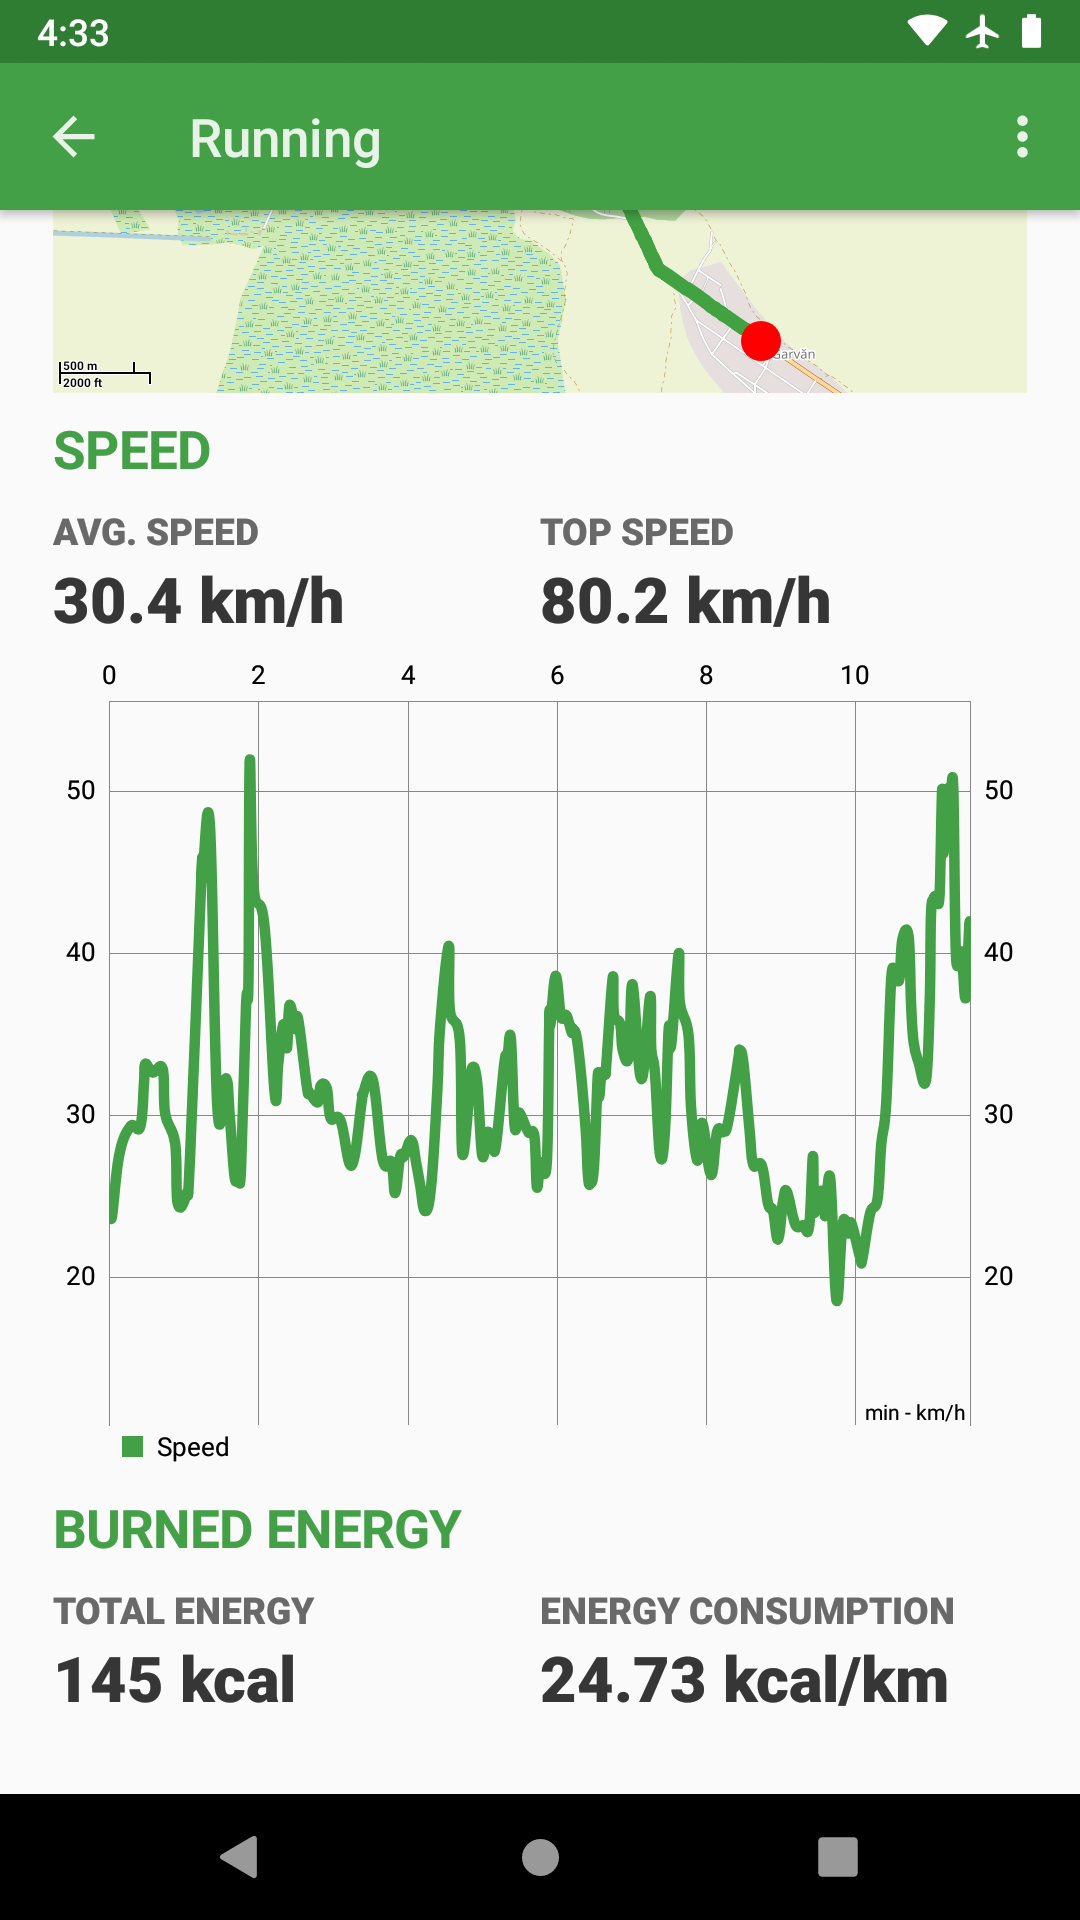 4:33
Running
Garvăn
500 m
2000 ft
SPEED
AVG. SPEED TOP SPEED
30.4 km/h 80.2 km/h
0 2 4 6 8 10
50 50
40 40
30 30
20 20
min - km/h
Speed
BURNED ENERGY
TOTAL ENERGY ENERGY CONSUMPTION
145 kcal 24.73 kcal/km